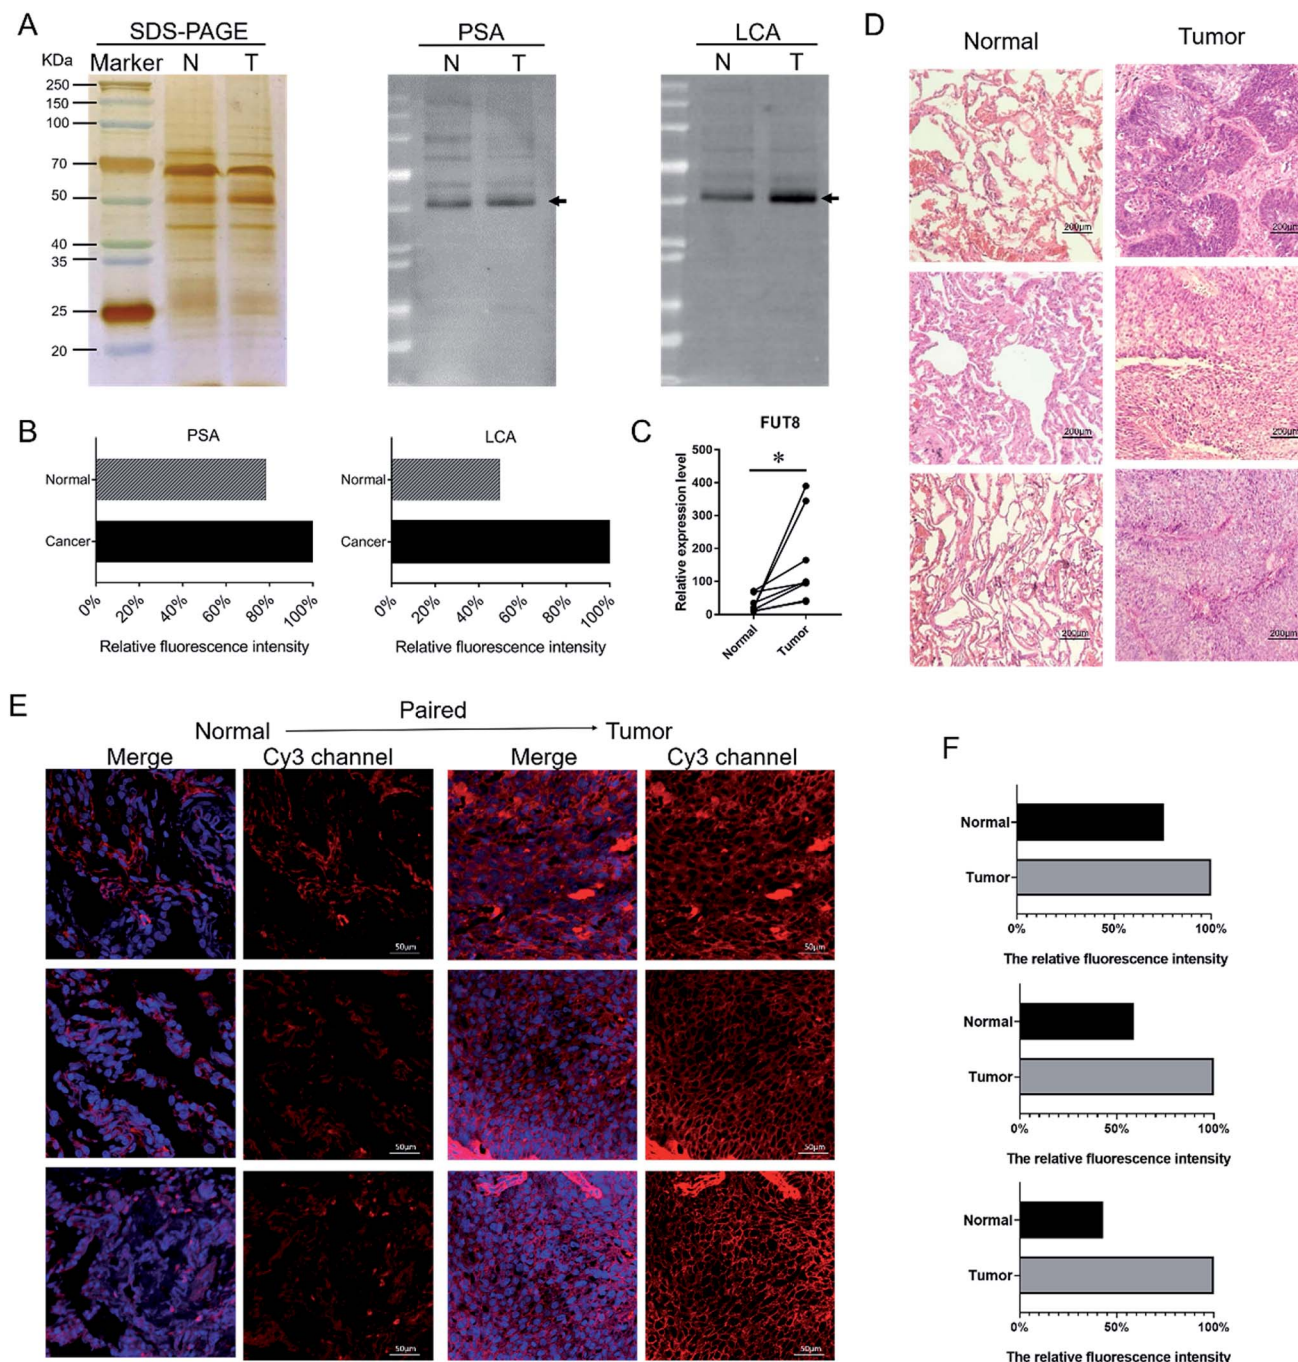 A
SDS-PAGE
PSA
LCA
KDa
Marker N T
N T
N T
250
150
100
70
50
40
35
25
20
B
PSA
Normal
Cancer
0% 20% 40% 60% 80% 100%
Relative fluorescence intensity
LCA
Normal
Cancer
0% 20% 40% 60% 80% 100%
Relative fluorescence intensity
C
FUT8
*
Relative expression level
500
400
300
200
100
0
Normal
Tumor
D
Normal
Tumor
200μm
200μm
200μm
200μm
200μm
200μm
E
Paired
Normal
Tumor
Merge
Cy3 channel
Merge
Cy3 channel
50μm
50μm
50μm
50μm
50μm
50μm
F
Normal
Tumor
0% 50% 100%
The relative fluorescence intensity
Normal
Tumor
0% 50% 100%
The relative fluorescence intensity
Normal
Tumor
0% 50% 100%
The relative fluorescence intensity